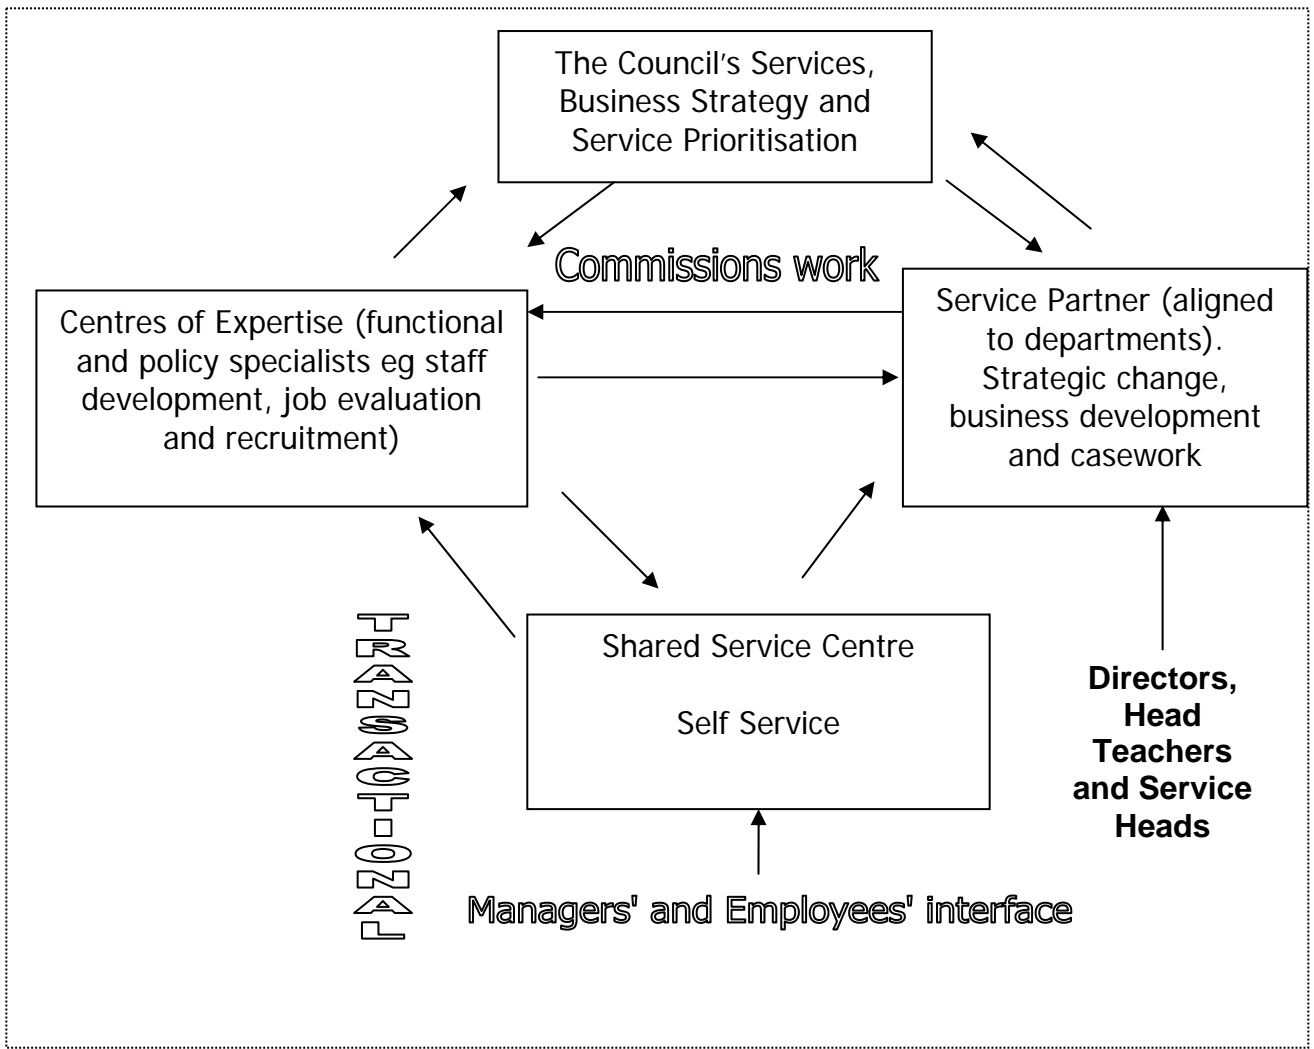 The Council's Services,
Business Strategy and
Service Prioritisation
Commissions work
Centres of Expertise (functional
and policy specialists eg staff
development, job evaluation
and recruitment)
Service Partner (aligned
to departments).
Strategic change,
business development
and casework
TRANSACTIONAL
Shared Service Centre
Self Service
Directors,
Head
Teachers
and Service
Heads
Managers' and Employees' interface